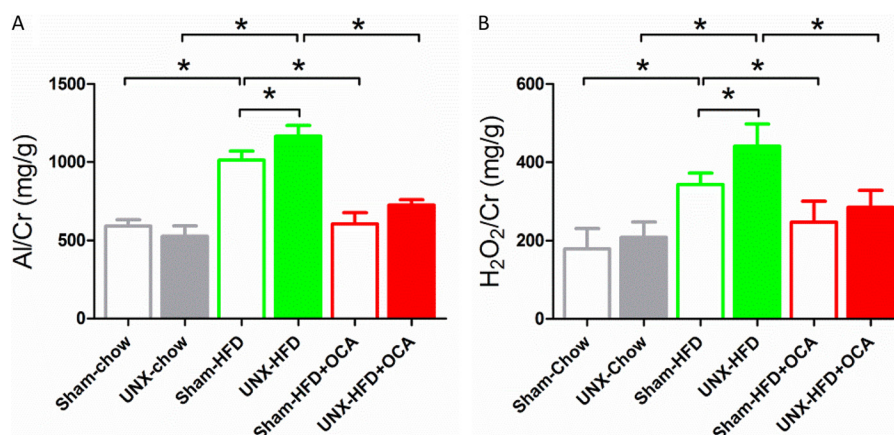 A
* *
* *
*
Al/Cr (mg/g)
1500
1000
500
0
Sham-chow
UNX-chow
Sham-HFD
UNX-HFD
Sham-HFD+OCA
UNX-HFD+OCA
B
* *
* *
*
H₂O₂/Cr (mg/g)
600
400
200
0
Sham-Chow
UNX-Chow
Sham-HFD
UNX-HFD
Sham-HFD+OCA
UNX-HFD+OCA